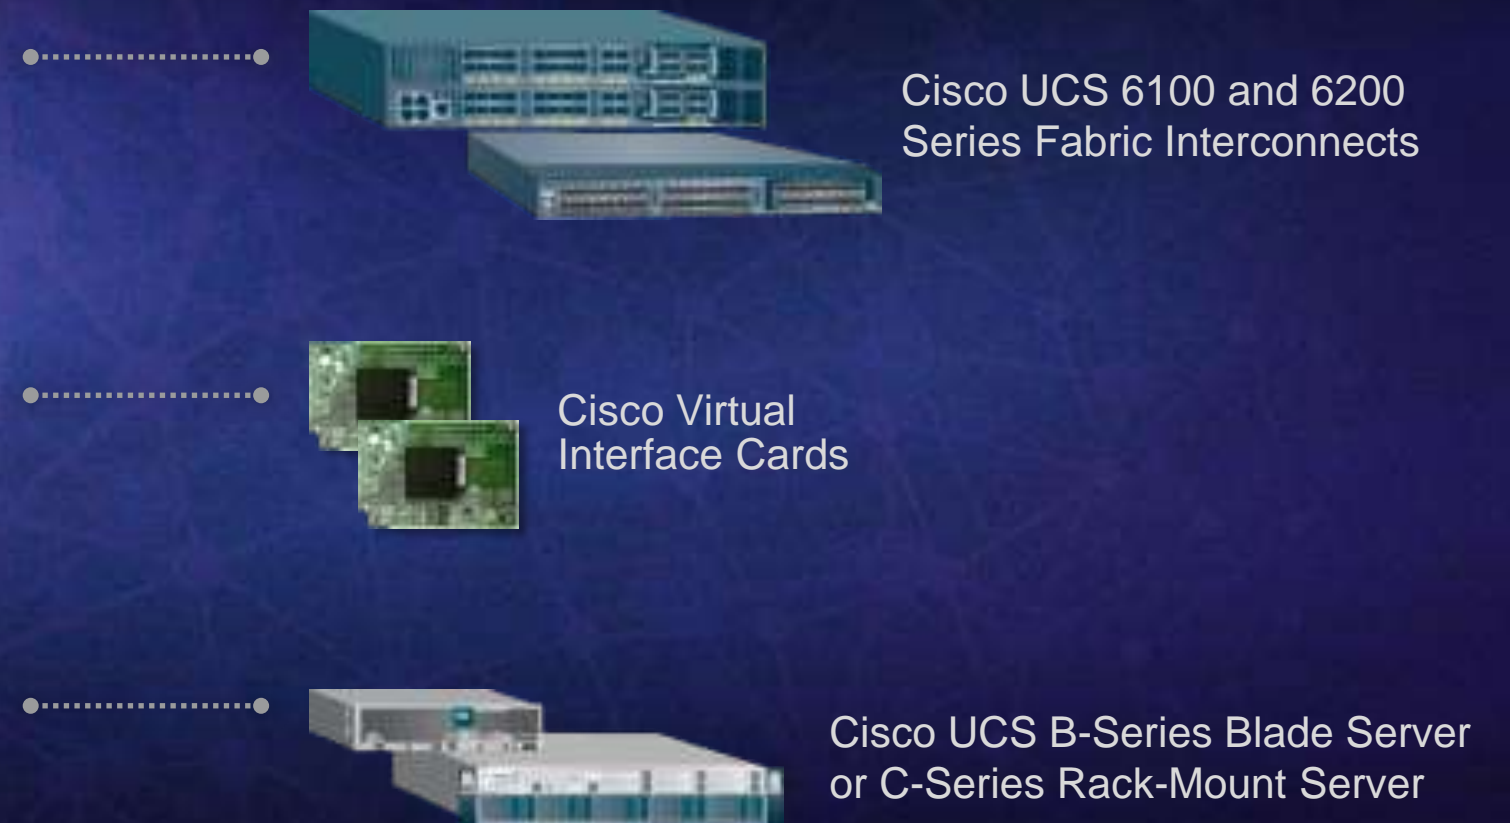 Cisco UCS 6100 and 6200
Series Fabric Interconnects
Cisco Virtual
Interface Cards
Cisco UCS B-Series Blade Server
or C-Series Rack-Mount Server